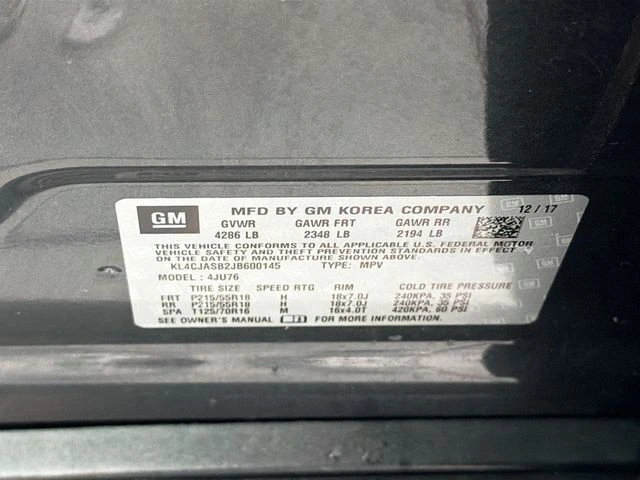 GM MFD BY GM KOREA COMPANY 12/17
GVWR GAWR FRT GAWR RR
4286 LB 2348 LB 2194 LB
THIS VEHICLE CONFORMS TO ALL APPLICABLE U.S. FEDERAL MOTOR
VEHICLE SAFETY, BUMPER, AND THEFT PREVENTION STANDARDS IN EFFECT
ON THE DATE OF MANUFACTURE SHOWN ABOVE.
KL4CJASB2JB600145 TYPE: MPV
MODEL: 4JU76
TIRE SIZE SPEED RTG RIM COLD TIRE PRESSURE
FRT P215/55R18 H 18x7.0J 240KPA, 35 PSI
RR P215/55R18 H 18x7.0J 240KPA, 35 PSI
SPA T125/70R16 M 16x4.0T 420KPA, 60 PSI
SEE OWNER'S MANUAL FOR MORE INFORMATION.